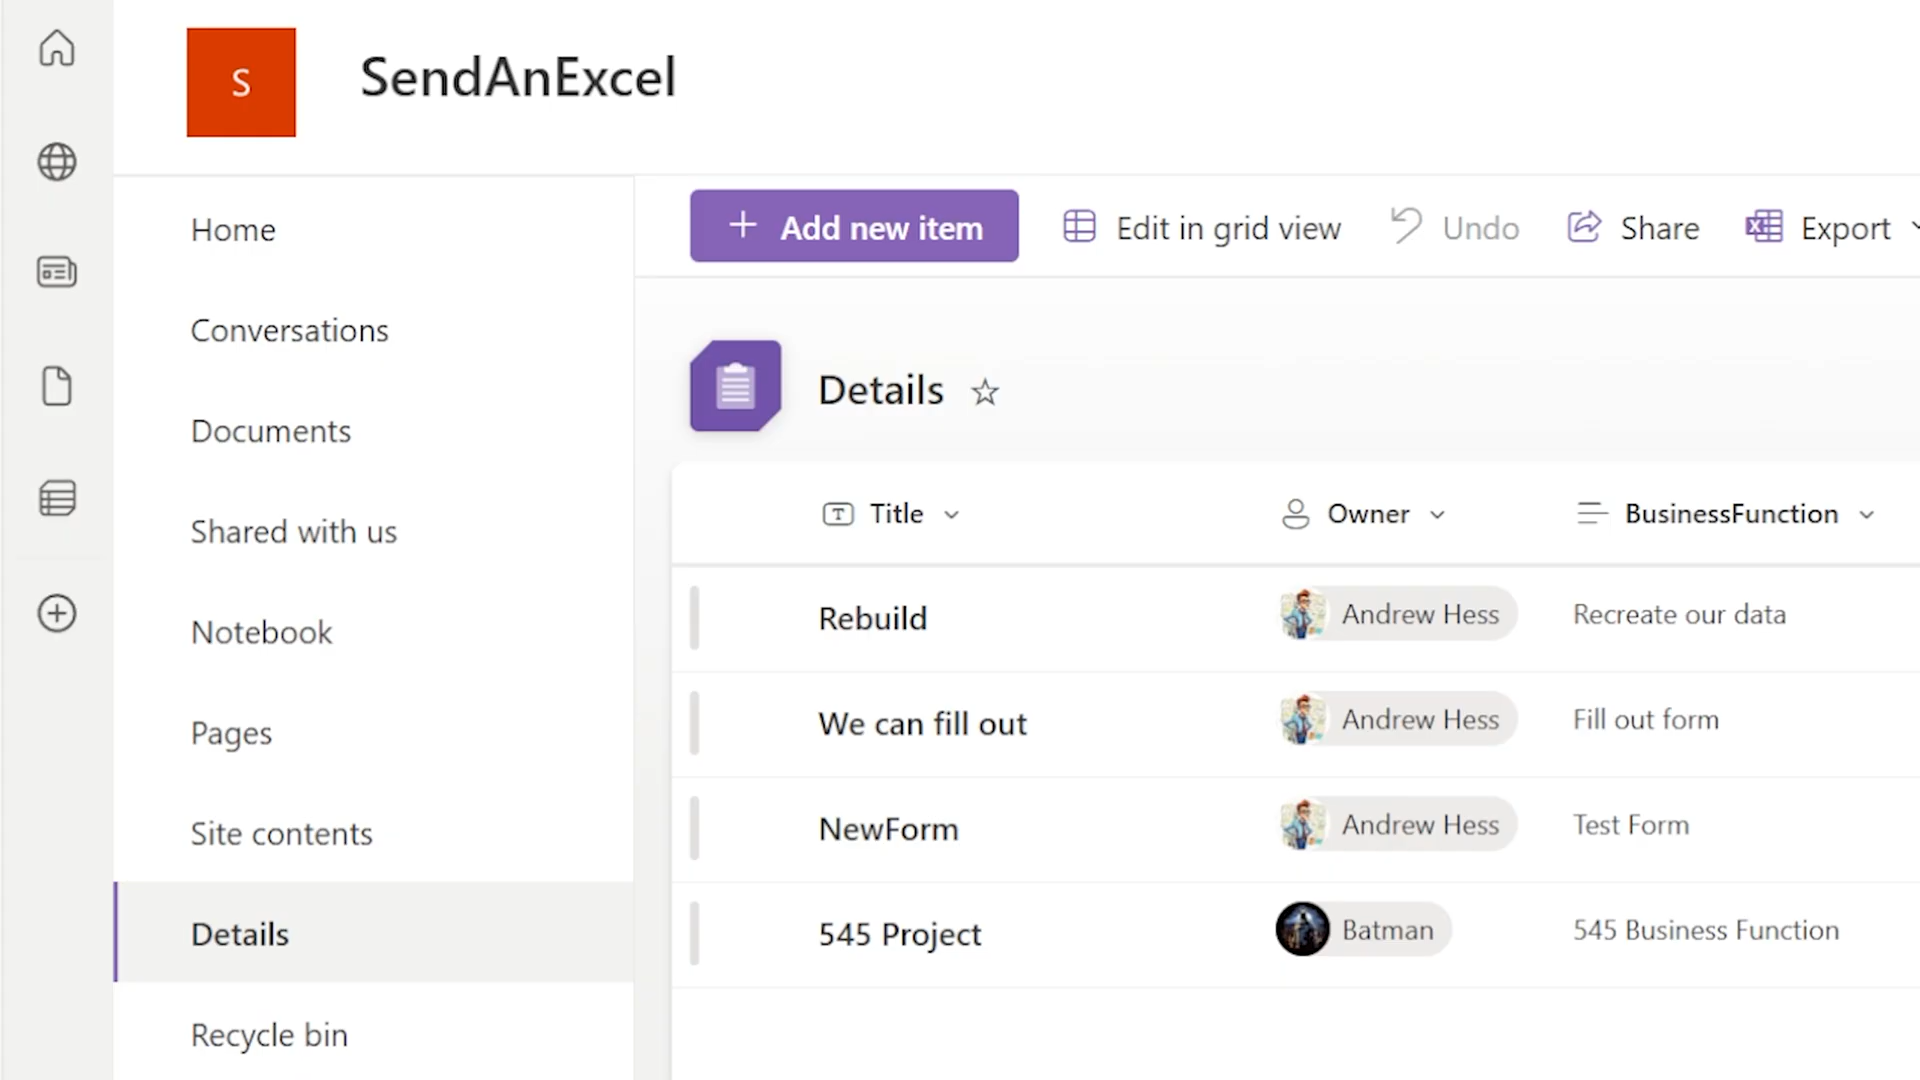 S
SendAnExcel
Home
Conversations
Documents
Shared with us
Notebook
Pages
Site contents
Details
Recycle bin
+ Add new item
Edit in grid view
Undo
Share
Export
Details
Title Owner BusinessFunction
Rebuild Andrew Hess Recreate our data
We can fill out Andrew Hess Fill out form
NewForm Andrew Hess Test Form
545 Project Batman 545 Business Function